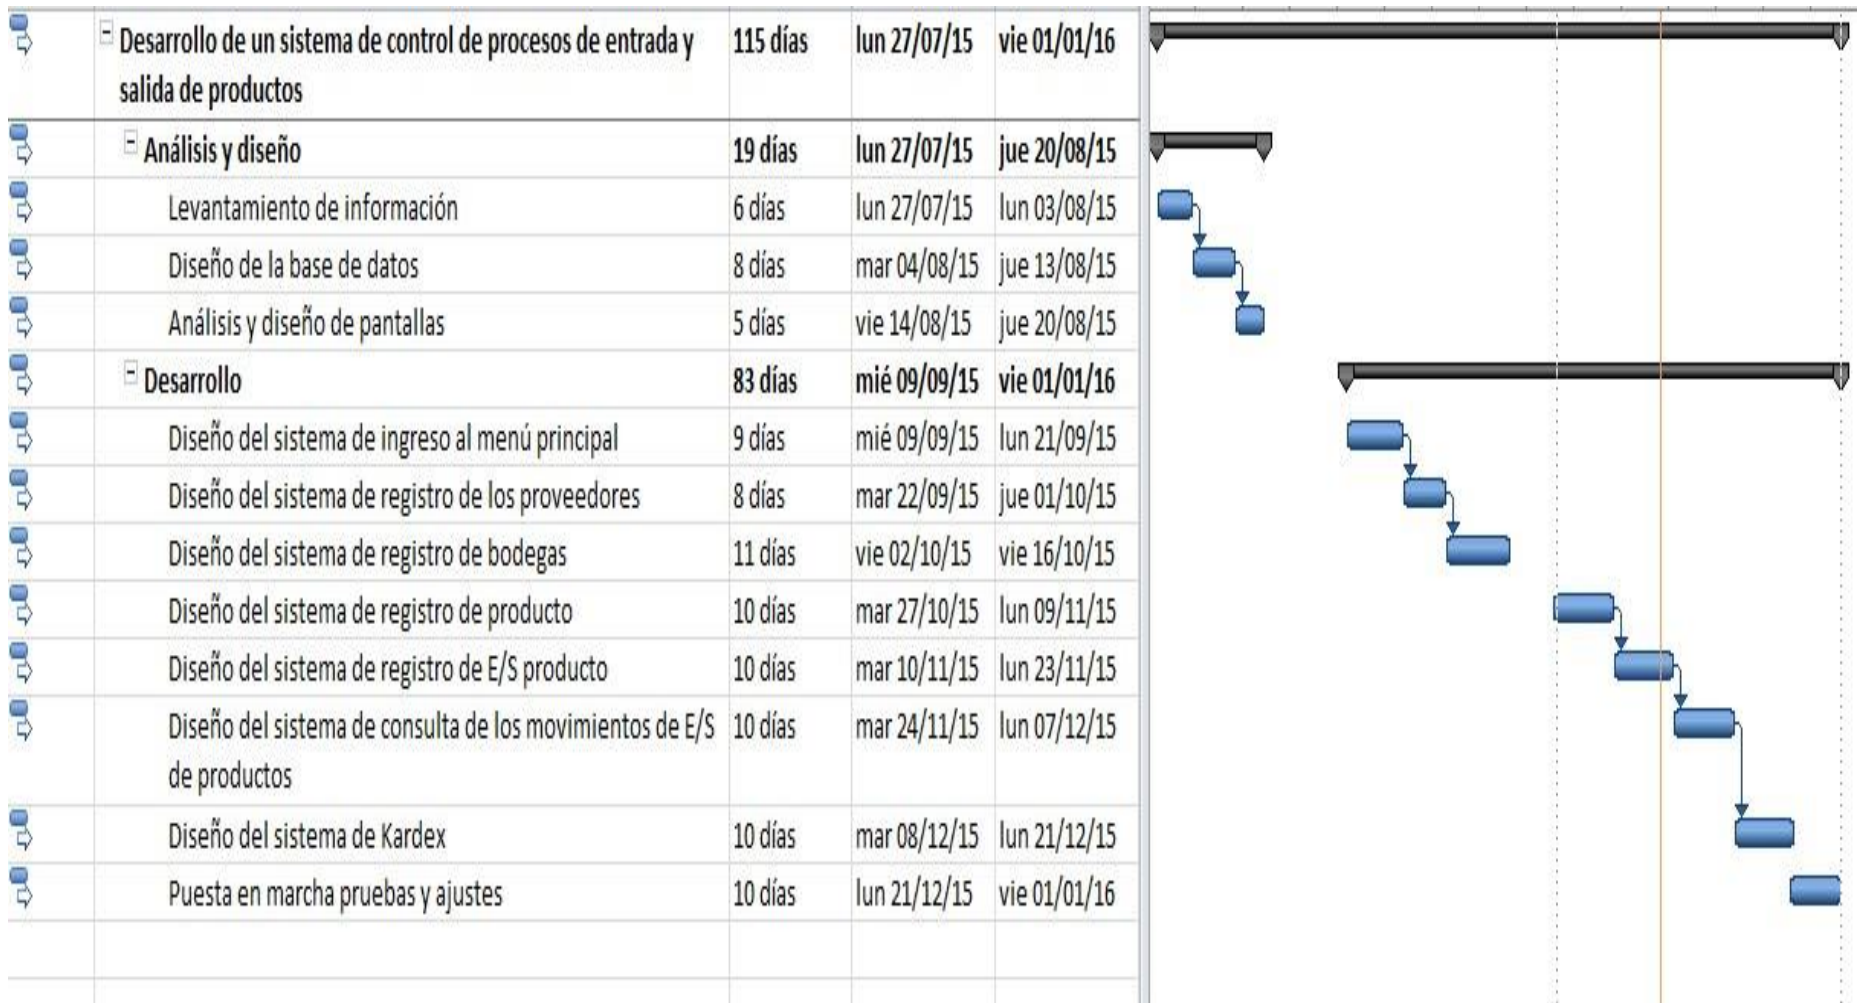 Desarrollo de un sistema de control de procesos de entrada y 115 días lun 27/07/15 vie 01/01/16
salida de productos
Análisis y diseño 19 días lun 27/07/15 jue 20/08/15
Levantamiento de información 6 días lun 27/07/15 lun 03/08/15
Diseño de la base de datos 8 días mar 04/08/15 jue 13/08/15
Análisis y diseño de pantallas 5 días vie 14/08/15 jue 20/08/15
Desarrollo 83 días mié 09/09/15 vie 01/01/16
Diseño del sistema de ingreso al menú principal 9 días mié 09/09/15 lun 21/09/15
Diseño del sistema de registro de los proveedores 8 días mar 22/09/15 jue 01/10/15
Diseño del sistema de registro de bodegas 11 días vie 02/10/15 vie 16/10/15
Diseño del sistema de registro de producto 10 días mar 27/10/15 lun 09/11/15
Diseño del sistema de registro de E/S producto 10 días mar 10/11/15 lun 23/11/15
Diseño del sistema de consulta de los movimientos de E/S 10 días mar 24/11/15 lun 07/12/15
de productos
Diseño del sistema de Kardex 10 días mar 08/12/15 lun 21/12/15
Puesta en marcha pruebas y ajustes 10 días lun 21/12/15 vie 01/01/16